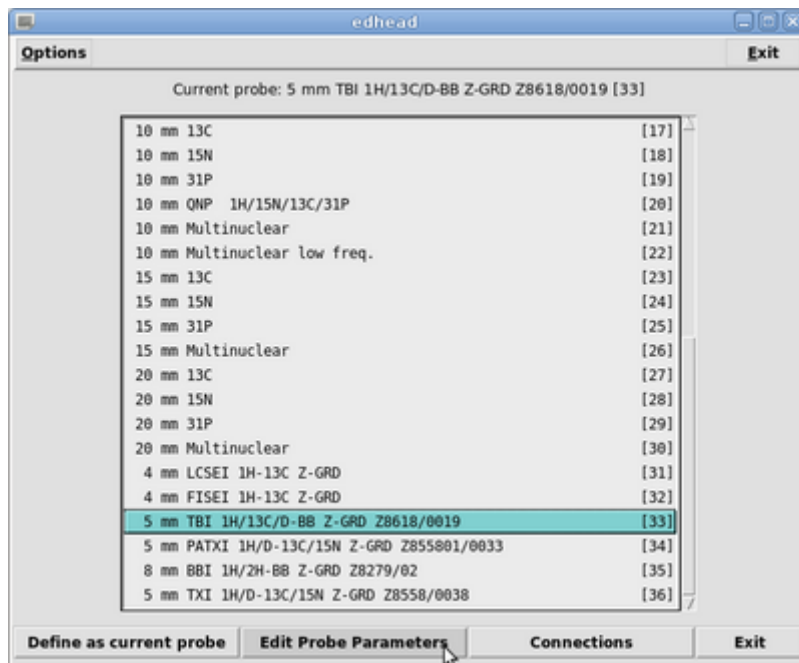 edhead
Options Exit
Current probe: 5 mm TBI 1H/13C/D-BB Z-GRD Z8618/0019 [33]
10 mm 13C [17]
10 mm 15N [18]
10 mm 31P [19]
10 mm QNP 1H/15N/13C/31P [20]
10 mm Multinuclear [21]
10 mm Multinuclear low freq. [22]
15 mm 13C [23]
15 mm 15N [24]
15 mm 31P [25]
15 mm Multinuclear [26]
20 mm 13C [27]
20 mm 15N [28]
20 mm 31P [29]
20 mm Multinuclear [30]
4 mm LCSEI 1H-13C Z-GRD [31]
4 mm FISEI 1H-13C Z-GRD [32]
5 mm TBI 1H/13C/D-BB Z-GRD Z8618/0019 [33]
5 mm PATXI 1H/D-13C/15N Z-GRD Z855801/0033 [34]
8 mm BBI 1H/2H-BB Z-GRD Z8279/02 [35]
5 mm TXI 1H/D-13C/15N Z-GRD Z8558/0038 [36]
Define as current probe Edit Probe Parameters Connections Exit